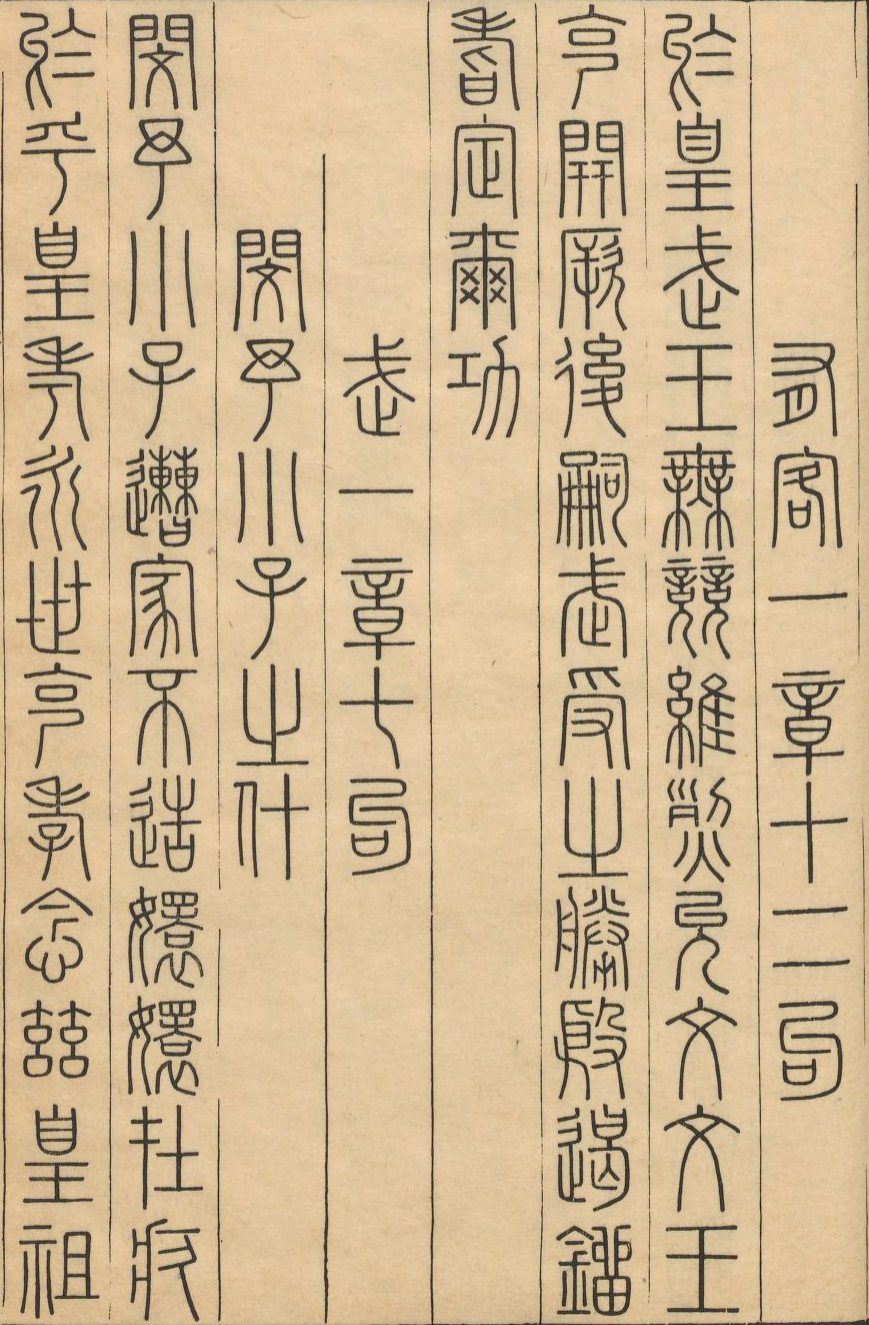 有客一章十二句
於皇武王無競維烈允文文王
克開厥後嗣武受之勝殷遏鎦
耆定爾功
武一章七句
閔予小子之什
閔予小子遭家不造嬛嬛在疚
於乎皇考永世克孝念茲皇祖